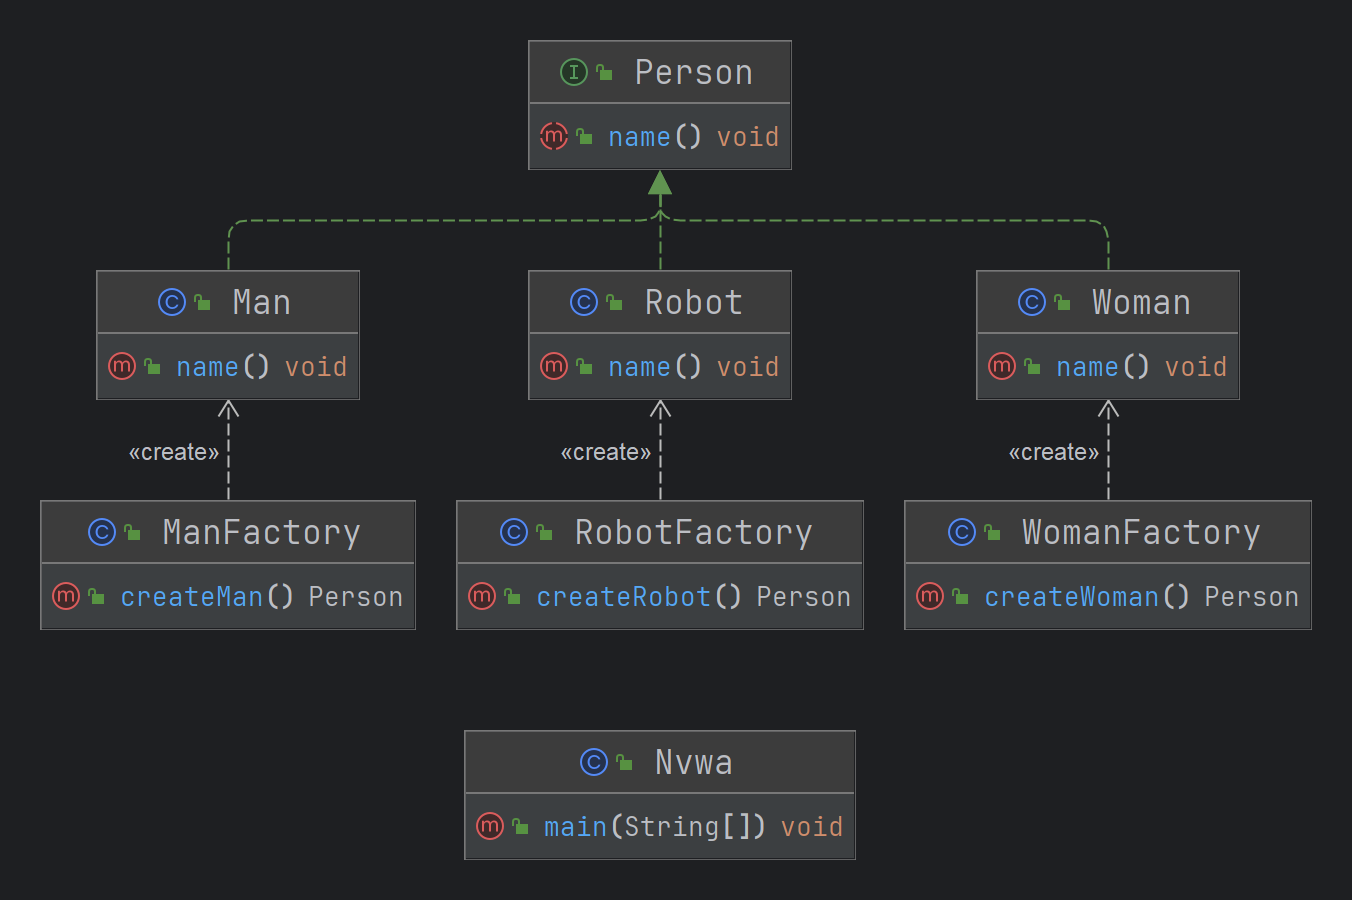 Person
name() void
Man
Robot
Woman
name() void
name() void
name() void
«create»
«create»
«create»
ManFactory
RobotFactory
WomanFactory
createMan() Person
createRobot() Person
createWoman() Person
Nvwa
main(String[]) void